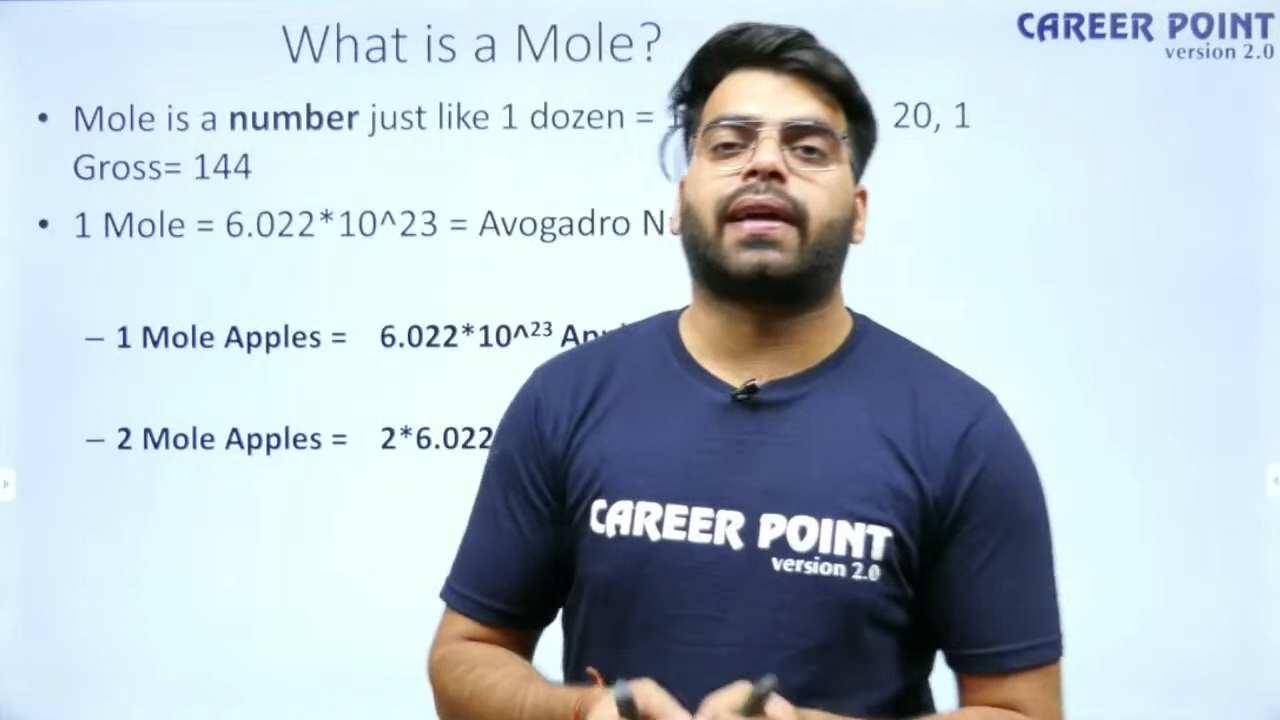 What is a Mole?
CAREER POINT
version 2.0
• Mole is a number just like 1 dozen = 20, 1
Gross= 144
• 1 Mole = 6.022*10^23 = Avogadro
– 1 Mole Apples = 6.022*10^23
– 2 Mole Apples = 2*6.022
CAREER POINT
version 2.0